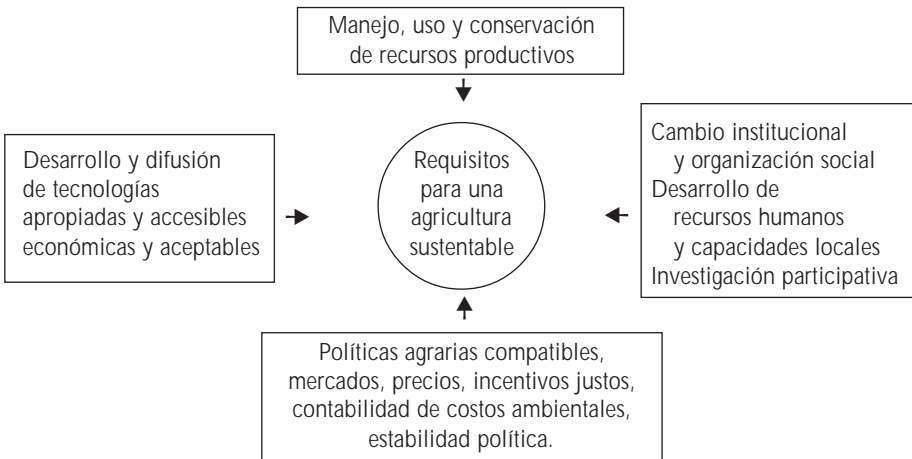 Manejo, uso y conservación
de recursos productivos
Desarrollo y difusión
de tecnologías
apropiadas y accesibles
económicas y aceptables
Requisitos
para una
agricultura
sustentable
Cambio institucional
y organización social
Desarrollo de
recursos humanos
y capacidades locales
Investigación participativa
Políticas agrarias compatibles,
mercados, precios, incentivos justos,
contabilidad de costos ambientales,
estabilidad política.